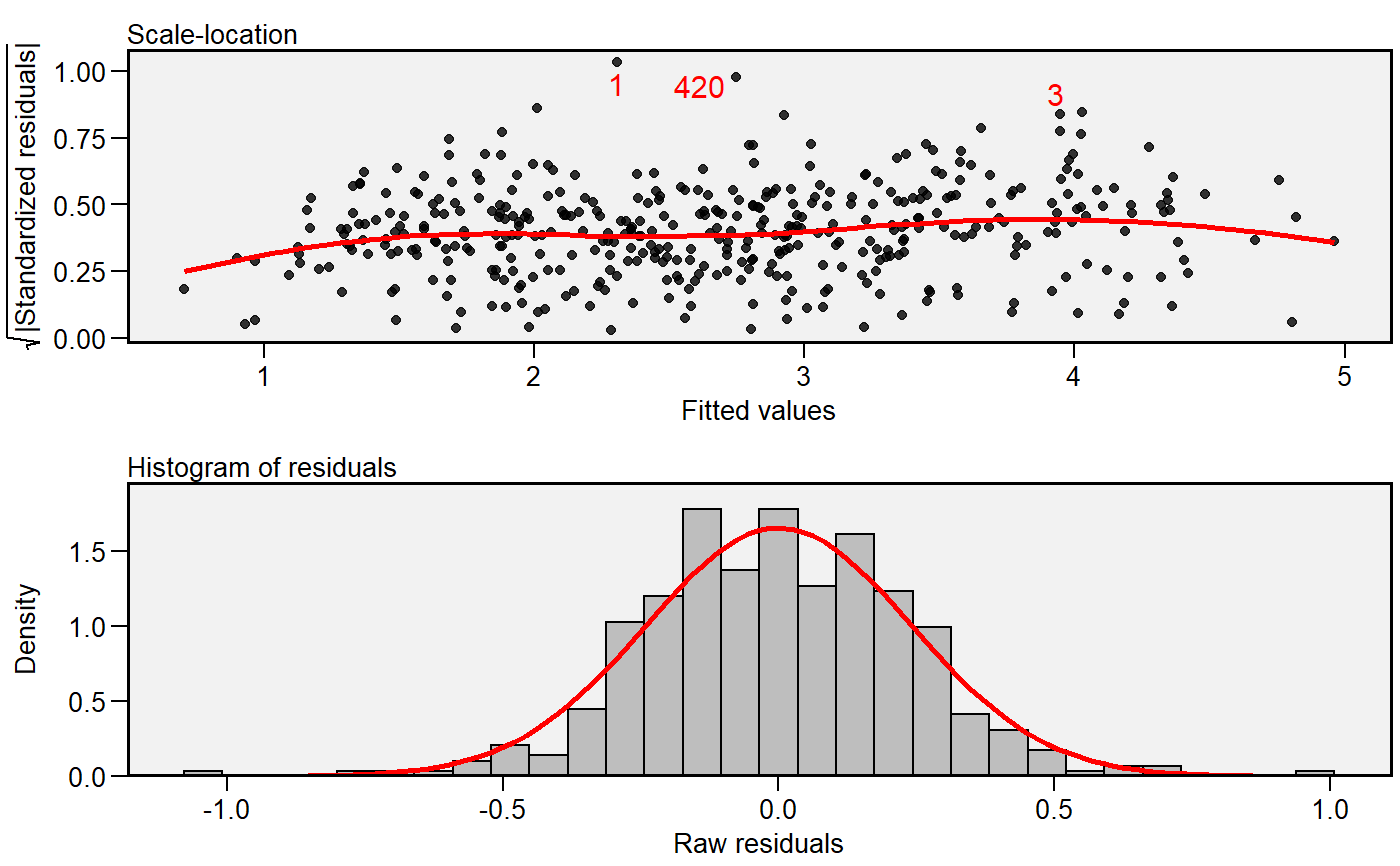 Scale-location
√|Standardized residuals|
1.00
0.75
0.50
0.25
0.00
1
420
3
1 2 3 4 5
Fitted values
Histogram of residuals
Density
1.5
1.0
0.5
0.0
-1.0 -0.5 0.0 0.5 1.0
Raw residuals